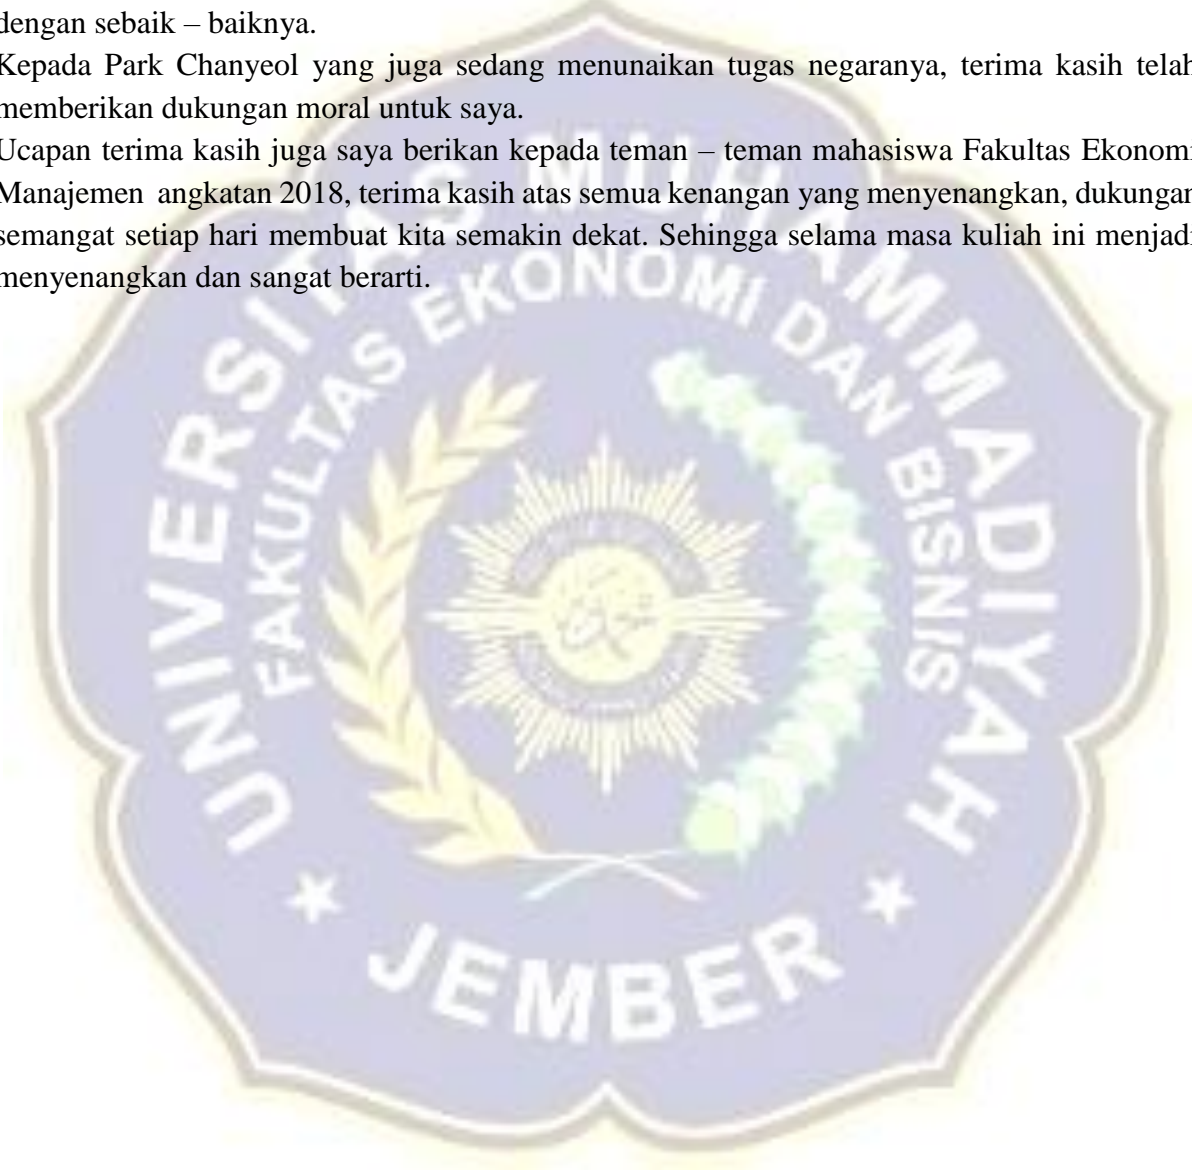 dengan sebaik – baiknya.
Kepada Park Chanyeol yang juga sedang menunaikan tugas negaranya, terima kasih telah
memberikan dukungan moral untuk saya.
Ucapan terima kasih juga saya berikan kepada teman – teman mahasiswa Fakultas Ekonomi
Manajemen angkatan 2018, terima kasih atas semua kenangan yang menyenangkan, dukungan
semangat setiap hari membuat kita semakin dekat. Sehingga selama masa kuliah ini menjadi
menyenangkan dan sangat berarti.
UNIVERSITAS MUHAMMADIYAH
FAKULTAS EKONOMI DAN BISNIS
JEMBER